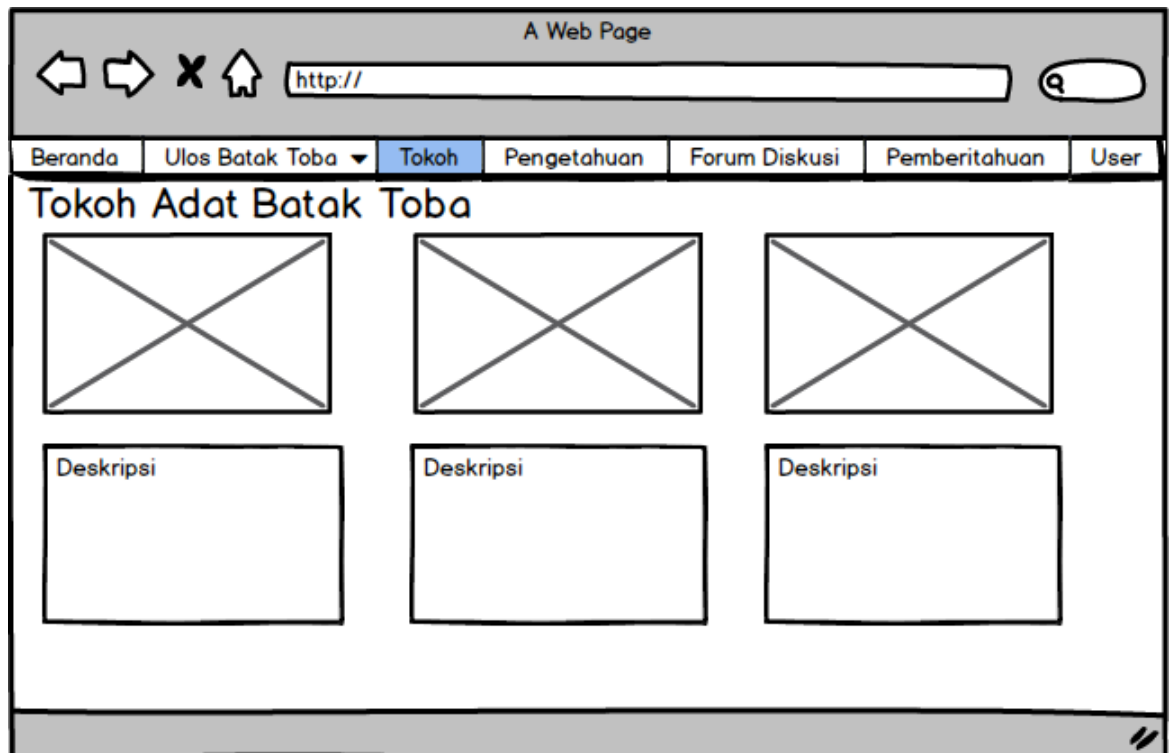 A Web Page
http://
Beranda Ulos Batak Toba Tokoh Pengetahuan Forum Diskusi Pemberitahuan User
Tokoh Adat Batak Toba
Deskripsi Deskripsi Deskripsi